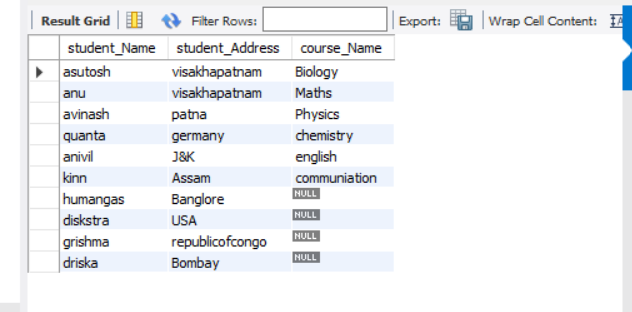 Result Grid Filter Rows: Export: Wrap Cell Content:
student_Name student_Address course_Name
asutosh visakhapatnam Biology
anu visakhapatnam Maths
avinash patna Physics
quanta germany chemistry
anivil J&K english
kinn Assam communiation
humangas Banglore NULL
diskstra USA NULL
grishma republicofcongo NULL
driska Bombay NULL